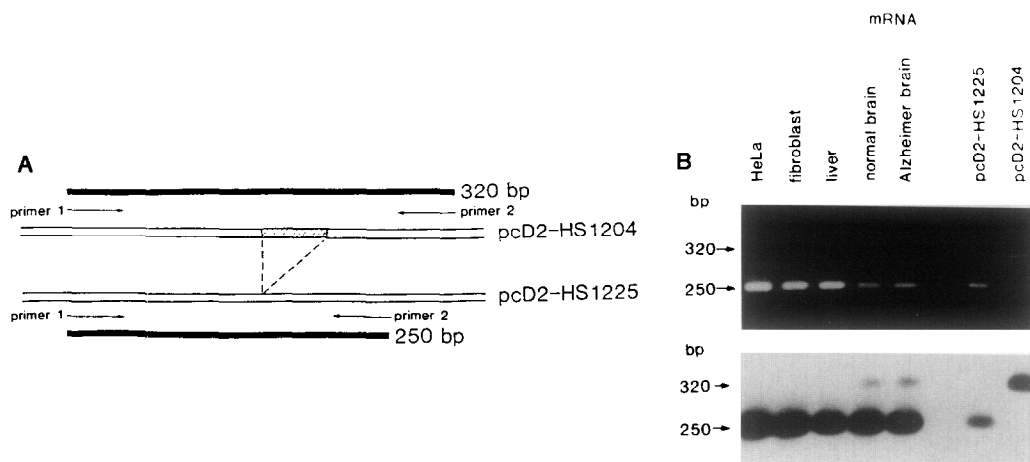 A
320 bp
primer 1
primer 2
pcD2-HS1204
pcD2-HS1225
primer 1
primer 2
250 bp
mRNA
B
HeLa
fibroblast
liver
normal brain
Alzheimer brain
pcD2-HS1225
pcD2-HS1204
bp
320
250
bp
320
250